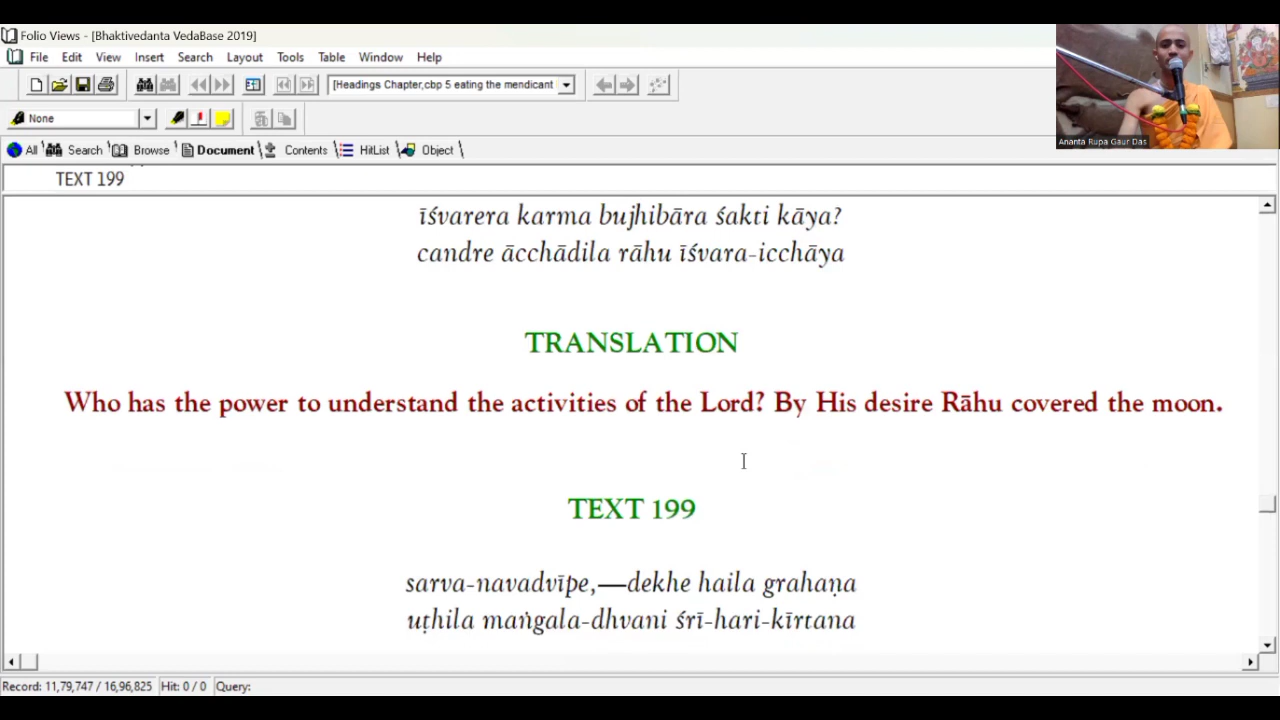 Folio Views - [Bhaktivedanta VedaBase 2019]
File Edit View Insert Search Layout Tools Table Window Help
[Headings Chapter,cbp 5 eating the mendicant
None
All Search Browse Document Contents HitList Object
Ananta Rupa Gaur Das
TEXT 199
īśvarera karma bujhibāra śakti kāya?
candre ācchādila rāhu īśvara-icchāya
TRANSLATION
Who has the power to understand the activities of the Lord? By His desire Rāhu covered the moon.
TEXT 199
sarva-navadvīpe,—dekhe haila grahaṇa
uṭhila maṅgala-dhvani śrī-hari-kīrtana
Record: 11,79,747 / 16,96,825 Hit: 0 / 0 Query: